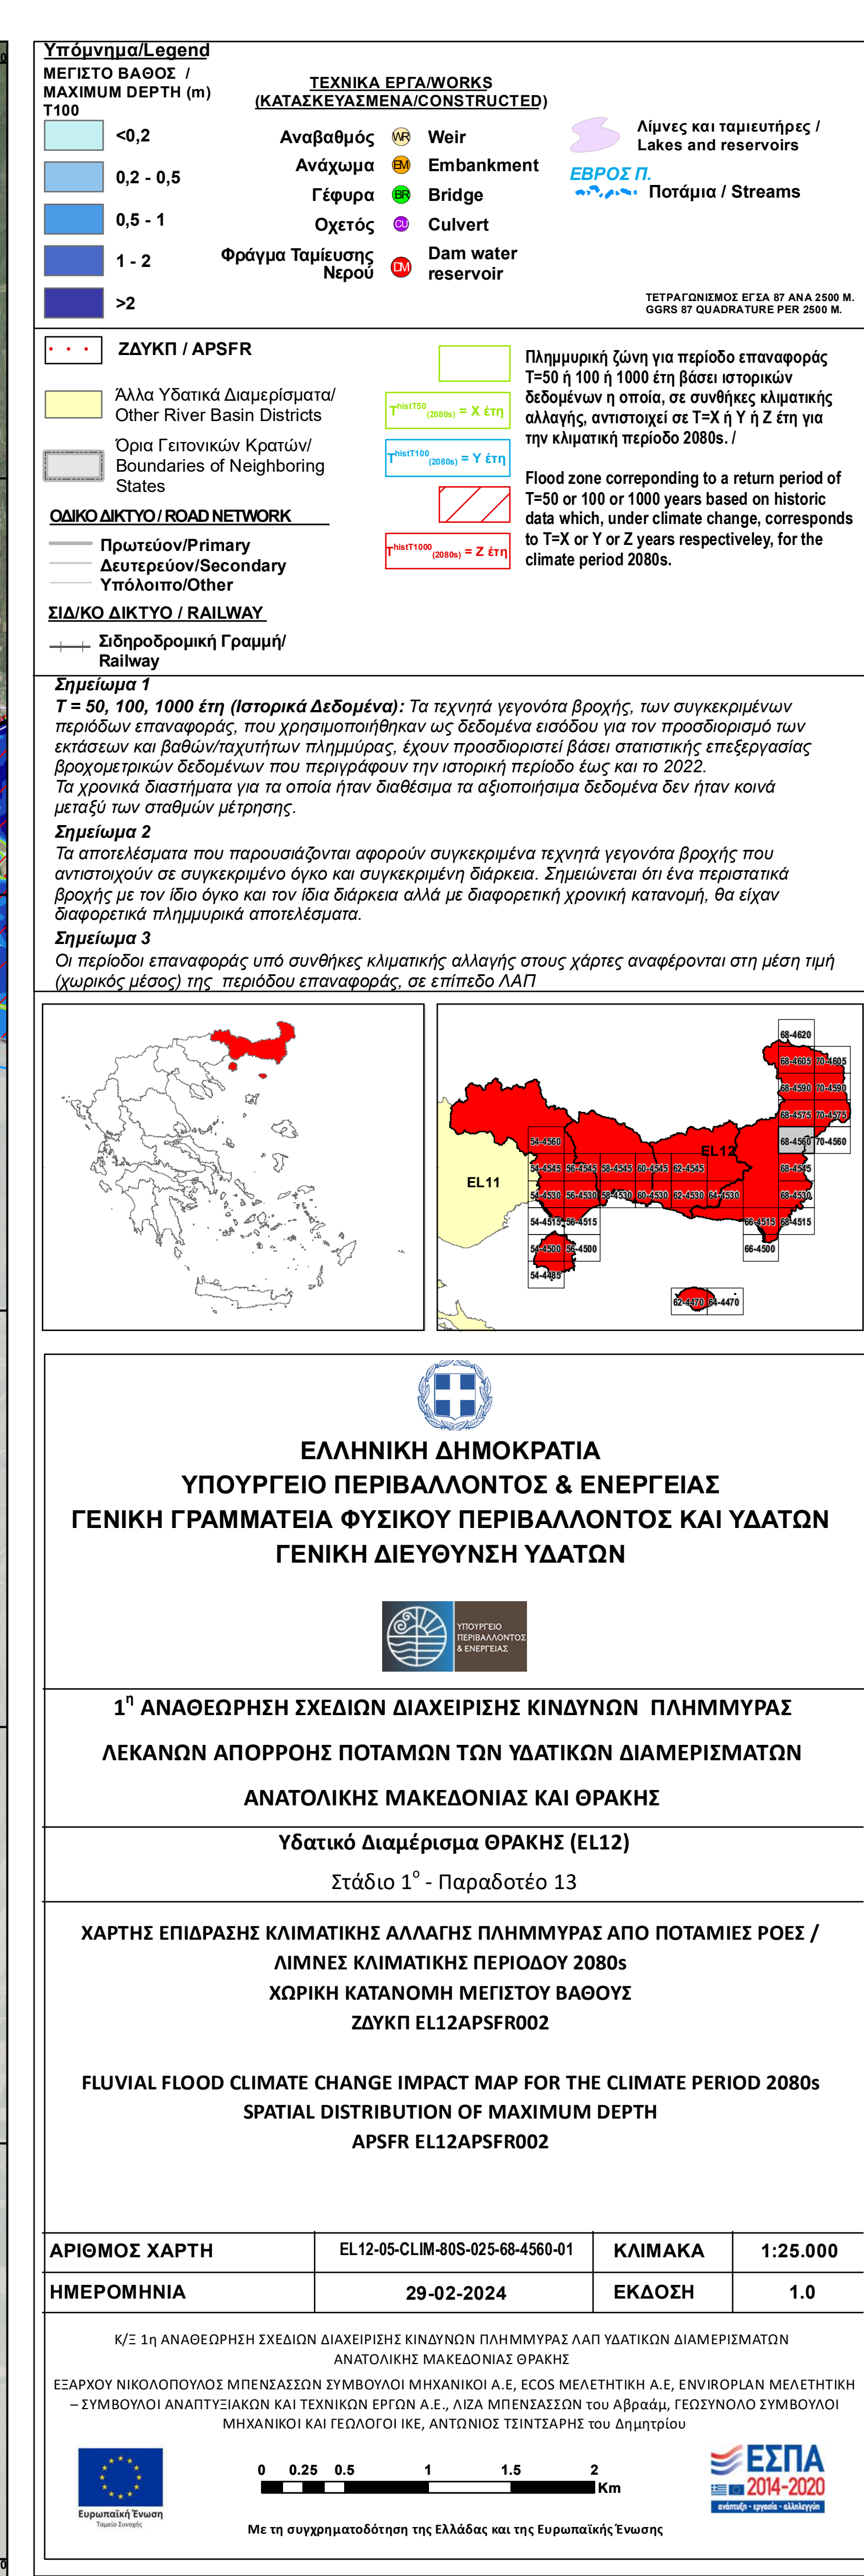 Υπόμνημα/Legend
ΜΕΓΙΣΤΟ ΒΑΘΟΣ /
MAXIMUM DEPTH (m)
T100
<0,2
0,2 - 0,5
0,5 - 1
1 - 2
>2
ΤΕΧΝΙΚΑ ΕΡΓΑ/WORKS
(ΚΑΤΑΣΚΕΥΑΣΜΕΝΑ/CONSTRUCTED)
Αναβαθμός WR Weir
Ανάχωμα EM Embankment
Γέφυρα BR Bridge
Οχετός CU Culvert
Φράγμα Ταμίευσης
Νερού DM Dam water
reservoir
Λίμνες και ταμιευτήρες /
Lakes and reservoirs
ΕΒΡΟΣ Π.
Ποτάμια / Streams
ΤΕΤΡΑΓΩΝΙΣΜΟΣ ΕΓΣΑ 87 ΑΝΑ 2500 Μ.
GGRS 87 QUADRATURE PER 2500 M.
ΖΔΥΚΠ / APSFR
Άλλα Υδατικά Διαμερίσματα/
Other River Basin Districts
Όρια Γειτονικών Κρατών/
Boundaries of Neighboring
States
ΟΔΙΚΟ ΔΙΚΤΥΟ / ROAD NETWORK
Πρωτεύον/Primary
Δευτερεύον/Secondary
Υπόλοιπο/Other
ΣΙΔ/ΚΟ ΔΙΚΤΥΟ / RAILWAY
Σιδηροδρομική Γραμμή/
Railway
T^histT50 (2080s) = X έτη
T^histT100 (2080s) = Y έτη
T^histT1000 (2080s) = Z έτη
Πλημμυρική ζώνη για περίοδο επαναφοράς
T=50 ή 100 ή 1000 έτη βάσει ιστορικών
δεδομένων η οποία, σε συνθήκες κλιματικής
αλλαγής, αντιστοιχεί σε T=X ή Y ή Z έτη για
την κλιματική περίοδο 2080s. /
Flood zone correponding to a return period of
T=50 or 100 or 1000 years based on historic
data which, under climate change, corresponds
to T=X or Y or Z years respectiveley, for the
climate period 2080s.
Σημείωμα 1
T = 50, 100, 1000 έτη (Ιστορικά Δεδομένα): Τα τεχνητά γεγονότα βροχής, των συγκεκριμένων
περιόδων επαναφοράς, που χρησιμοποιήθηκαν ως δεδομένα εισόδου για τον προσδιορισμό των
εκτάσεων και βαθών/ταχυτήτων πλημμύρας, έχουν προσδιοριστεί βάσει στατιστικής επεξεργασίας
βροχομετρικών δεδομένων που περιγράφουν την ιστορική περίοδο έως και το 2022.
Τα χρονικά διαστήματα για τα οποία ήταν διαθέσιμα τα αξιοποιήσιμα δεδομένα δεν ήταν κοινά
μεταξύ των σταθμών μέτρησης.
Σημείωμα 2
Τα αποτελέσματα που παρουσιάζονται αφορούν συγκεκριμένα τεχνητά γεγονότα βροχής που
αντιστοιχούν σε συγκεκριμένο όγκο και συγκεκριμένη διάρκεια. Σημειώνεται ότι ένα περιστατικά
βροχής με τον ίδιο όγκο και τον ίδια διάρκεια αλλά με διαφορετική χρονική κατανομή, θα είχαν
διαφορετικά πλημμυρικά αποτελέσματα.
Σημείωμα 3
Οι περίοδοι επαναφοράς υπό συνθήκες κλιματικής αλλαγής στους χάρτες αναφέρονται στη μέση τιμή
(χωρικός μέσος) της περιόδου επαναφοράς, σε επίπεδο ΛΑΠ
68-4620
68-4605 70-4605
68-4590 70-4590
68-4575 70-4575
54-4560 EL12 68-4560 70-4560
EL11
54-4545 56-4545 58-4545 60-4545 62-4545 68-4545
54-4530 56-4530 58-4530 60-4530 62-4530 64-4530 68-4530
54-4515 56-4515 66-4515 68-4515
54-4500 56-4500 66-4500
54-4485
62-4470 64-4470
ΕΛΛΗΝΙΚΗ ΔΗΜΟΚΡΑΤΙΑ
ΥΠΟΥΡΓΕΙΟ ΠΕΡΙΒΑΛΛΟΝΤΟΣ & ΕΝΕΡΓΕΙΑΣ
ΓΕΝΙΚΗ ΓΡΑΜΜΑΤΕΙΑ ΦΥΣΙΚΟΥ ΠΕΡΙΒΑΛΛΟΝΤΟΣ ΚΑΙ ΥΔΑΤΩΝ
ΓΕΝΙΚΗ ΔΙΕΥΘΥΝΣΗ ΥΔΑΤΩΝ
ΥΠΟΥΡΓΕΙΟ
ΠΕΡΙΒΑΛΛΟΝΤΟΣ
& ΕΝΕΡΓΕΙΑΣ
1η ΑΝΑΘΕΩΡΗΣΗ ΣΧΕΔΙΩΝ ΔΙΑΧΕΙΡΙΣΗΣ ΚΙΝΔΥΝΩΝ ΠΛΗΜΜΥΡΑΣ
ΛΕΚΑΝΩΝ ΑΠΟΡΡΟΗΣ ΠΟΤΑΜΩΝ ΤΩΝ ΥΔΑΤΙΚΩΝ ΔΙΑΜΕΡΙΣΜΑΤΩΝ
ΑΝΑΤΟΛΙΚΗΣ ΜΑΚΕΔΟΝΙΑΣ ΚΑΙ ΘΡΑΚΗΣ
Υδατικό Διαμέρισμα ΘΡΑΚΗΣ (EL12)
Στάδιο 1ο - Παραδοτέο 13
ΧΑΡΤΗΣ ΕΠΙΔΡΑΣΗΣ ΚΛΙΜΑΤΙΚΗΣ ΑΛΛΑΓΗΣ ΠΛΗΜΜΥΡΑΣ ΑΠΟ ΠΟΤΑΜΙΕΣ ΡΟΕΣ /
ΛΙΜΝΕΣ ΚΛΙΜΑΤΙΚΗΣ ΠΕΡΙΟΔΟΥ 2080s
ΧΩΡΙΚΗ ΚΑΤΑΝΟΜΗ ΜΕΓΙΣΤΟΥ ΒΑΘΟΥΣ
ΖΔΥΚΠ EL12APSFR002
FLUVIAL FLOOD CLIMATE CHANGE IMPACT MAP FOR THE CLIMATE PERIOD 2080s
SPATIAL DISTRIBUTION OF MAXIMUM DEPTH
APSFR EL12APSFR002
ΑΡΙΘΜΟΣ ΧΑΡΤΗ EL12-05-CLIM-80S-025-68-4560-01 ΚΛΙΜΑΚΑ 1:25.000
ΗΜΕΡΟΜΗΝΙΑ 29-02-2024 ΕΚΔΟΣΗ 1.0
Κ/Ξ 1η ΑΝΑΘΕΩΡΗΣΗ ΣΧΕΔΙΩΝ ΔΙΑΧΕΙΡΙΣΗΣ ΚΙΝΔΥΝΩΝ ΠΛΗΜΜΥΡΑΣ ΛΑΠ ΥΔΑΤΙΚΩΝ ΔΙΑΜΕΡΙΣΜΑΤΩΝ
ΑΝΑΤΟΛΙΚΗΣ ΜΑΚΕΔΟΝΙΑΣ ΘΡΑΚΗΣ
ΕΞΑΡΧΟΥ ΝΙΚΟΛΟΠΟΥΛΟΣ ΜΠΕΝΣΑΣΣΩΝ ΣΥΜΒΟΥΛΟΙ ΜΗΧΑΝΙΚΟΙ Α.Ε, ECOS ΜΕΛΕΤΗΤΙΚΗ Α.Ε, ENVIROPLAN ΜΕΛΕΤΗΤΙΚΗ
– ΣΥΜΒΟΥΛΟΙ ΑΝΑΠΤΥΞΙΑΚΩΝ ΚΑΙ ΤΕΧΝΙΚΩΝ ΕΡΓΩΝ Α.Ε., ΛΙΖΑ ΜΠΕΝΣΑΣΣΩΝ του Αβραάμ, ΓΕΩΣΥΝΟΛΟ ΣΥΜΒΟΥΛΟΙ
ΜΗΧΑΝΙΚΟΙ ΚΑΙ ΓΕΩΛΟΓΟΙ ΙΚΕ, ΑΝΤΩΝΙΟΣ ΤΣΙΝΤΣΑΡΗΣ του Δημητρίου
Ευρωπαϊκή Ένωση
Ταμείο Συνοχής
0 0.25 0.5 1 1.5 2
Km
ΕΣΠΑ
2014-2020
ανάπτυξη - εργασία - αλληλεγγύη
Με τη συγχρηματοδότηση της Ελλάδας και της Ευρωπαϊκής Ένωσης